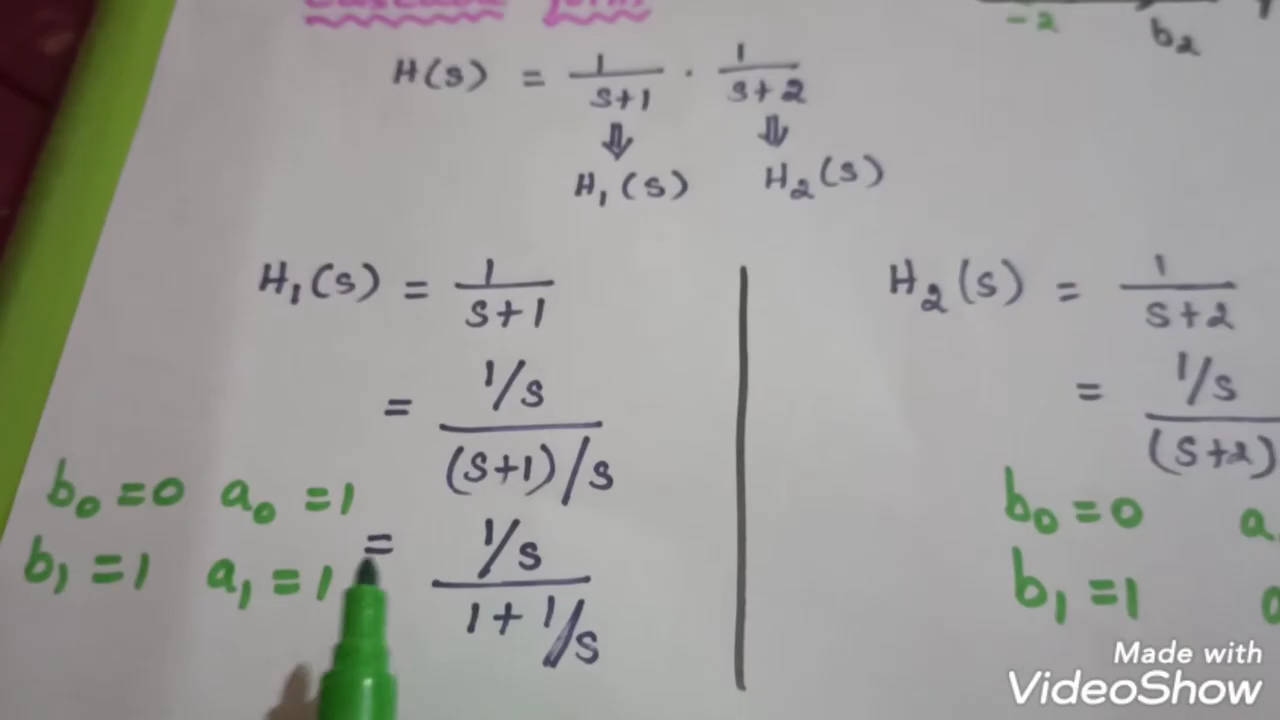 -2 b₂
H(s) = 1/(s+1) · 1/(s+2)
⇓ ⇓
H₁(s) H₂(s)
H₁(s) = 1/(s+1)
= (1/s)/((s+1)/s)
b₀ = 0 a₀ = 1
= (1/s)/(1 + 1/s)
b₁ = 1 a₁ = 1
H₂(s) = 1/(s+2)
= (1/s)/(s+2)
b₀ = 0
b₁ = 1
Made with
VideoShow